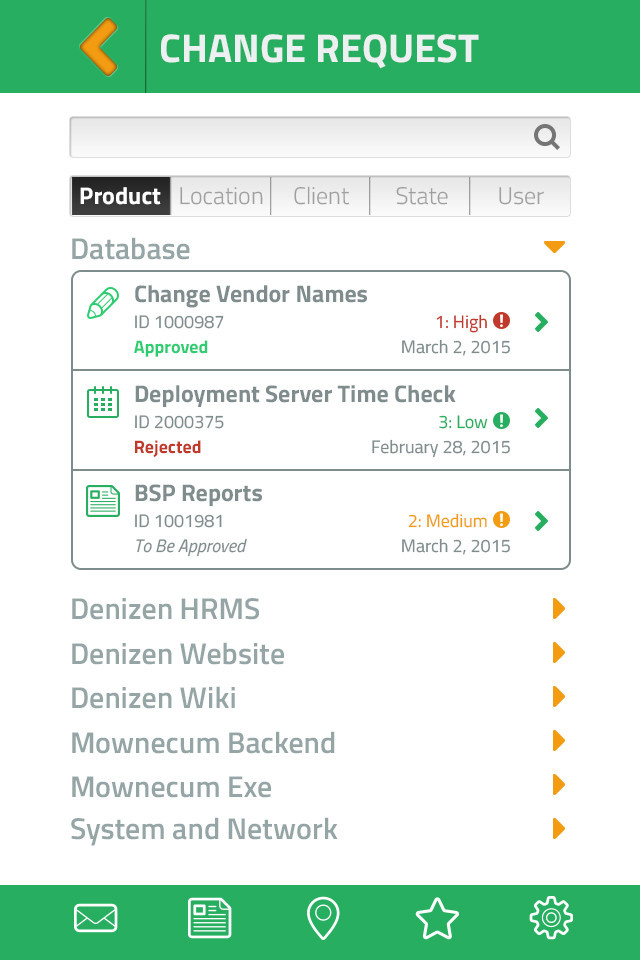 CHANGE REQUEST
Product Location Client State User
Database
Change Vendor Names
ID 1000987 1: High
Approved March 2, 2015
Deployment Server Time Check
ID 2000375 3: Low
Rejected February 28, 2015
BSP Reports
ID 1001981 2: Medium
To Be Approved March 2, 2015
Denizen HRMS
Denizen Website
Denizen Wiki
Mownecum Backend
Mownecum Exe
System and Network